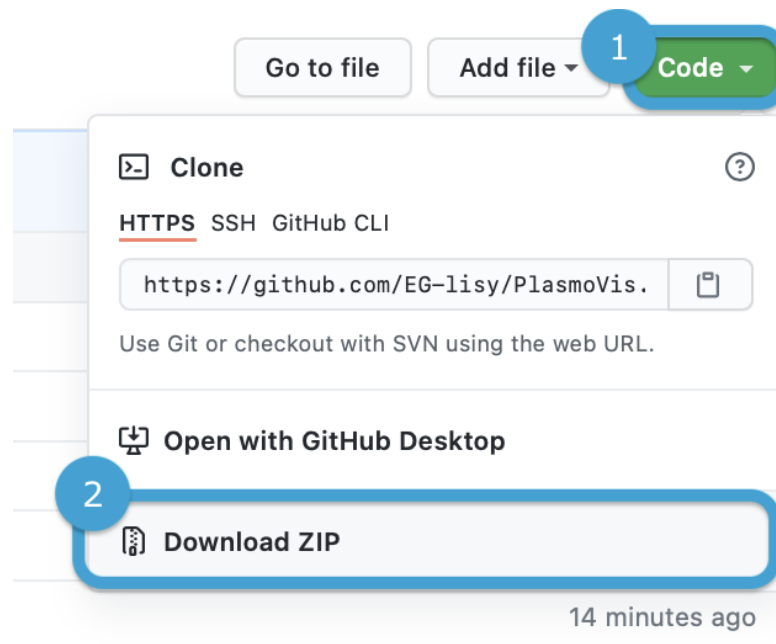 Go to file Add file 1 Code
Clone
HTTPS SSH GitHub CLI
https://github.com/EG-lisy/PlasmoVis.
Use Git or checkout with SVN using the web URL.
Open with GitHub Desktop
2
Download ZIP
14 minutes ago